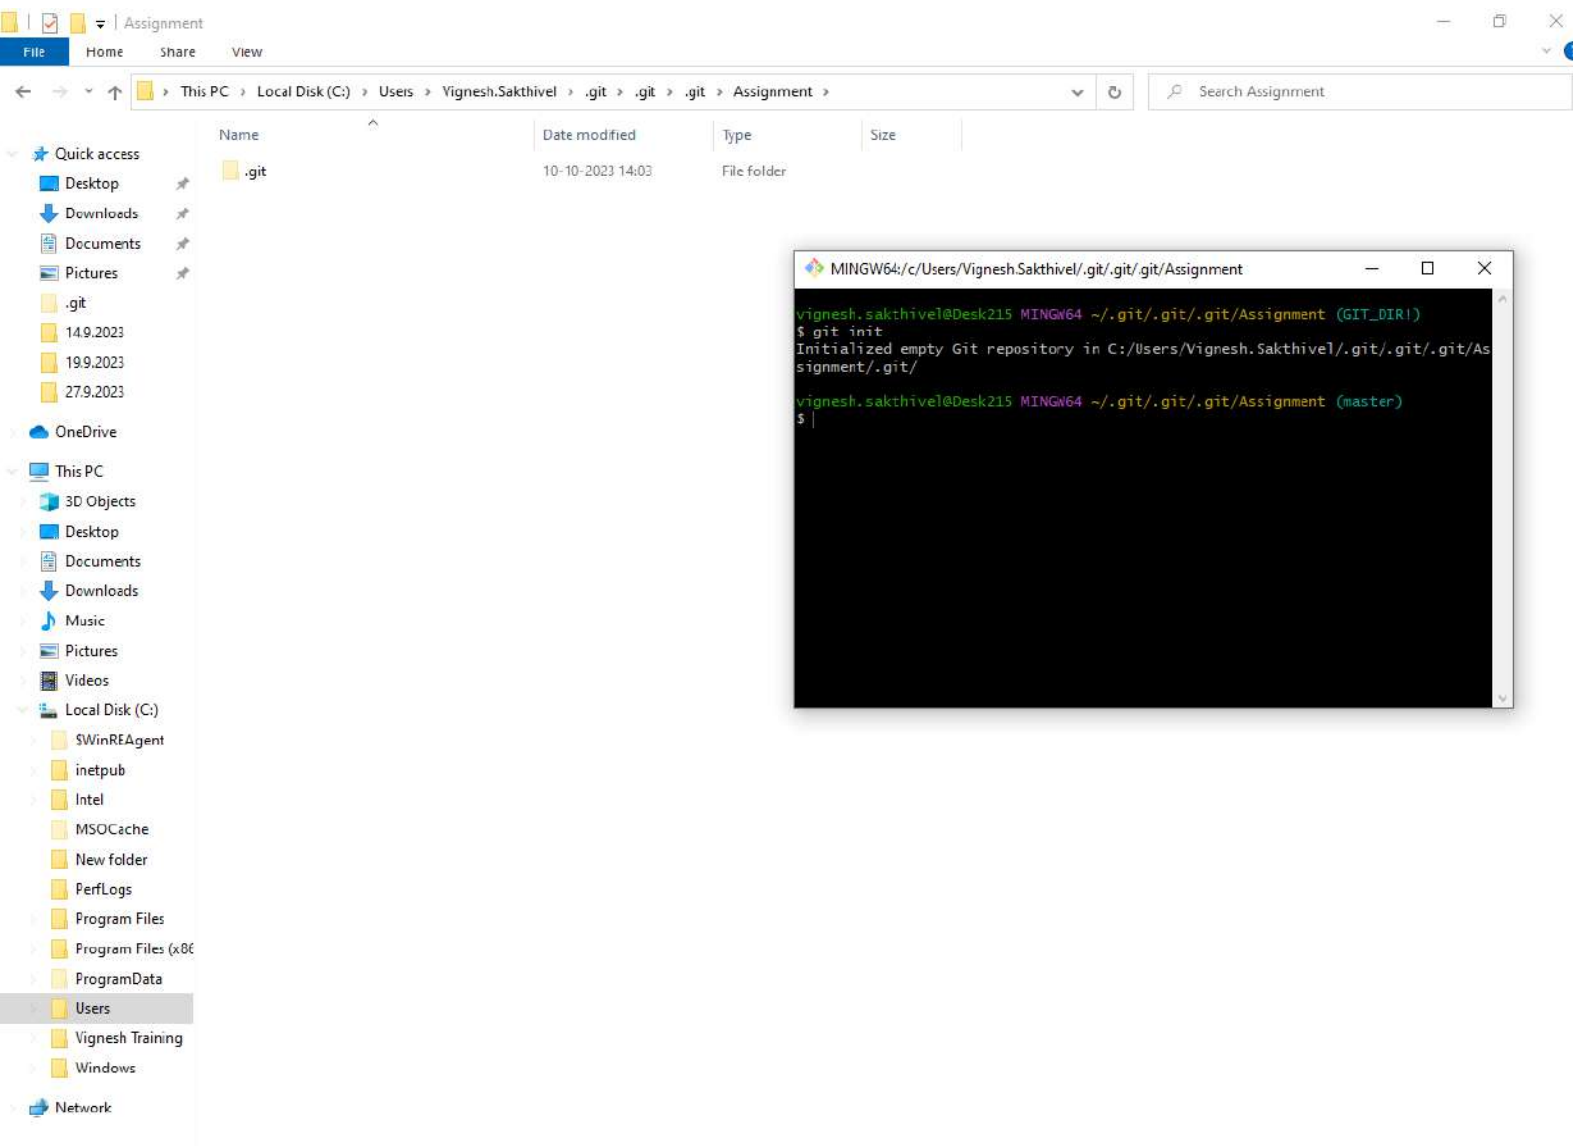 Assignment
File Home Share View
This PC > Local Disk (C:) > Users > Vignesh.Sakthivel > .git > .git > .git > Assignment >
Search Assignment
Name Date modified Type Size
.git 10-10-2023 14:03 File folder
Quick access
Desktop
Downloads
Documents
Pictures
.git
14.9.2023
19.9.2023
27.9.2023
OneDrive
This PC
3D Objects
Desktop
Documents
Downloads
Music
Pictures
Videos
Local Disk (C:)
$WinREAgent
inetpub
Intel
MSOCache
New folder
PerfLogs
Program Files
Program Files (x86
ProgramData
Users
Vignesh Training
Windows
Network
MINGW64:/c/Users/Vignesh.Sakthivel/.git/.git/.git/Assignment
vignesh.sakthivel@Desk215 MINGW64 ~/.git/.git/.git/Assignment (GIT_DIR!)
$ git init
Initialized empty Git repository in C:/Users/Vignesh.Sakthivel/.git/.git/.git/As
signment/.git/
vignesh.sakthivel@Desk215 MINGW64 ~/.git/.git/.git/Assignment (master)
$